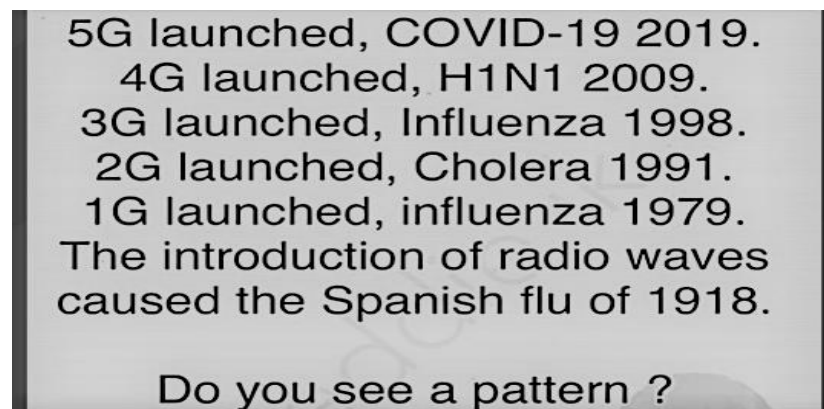 5G launched, COVID-19 2019.
4G launched, H1N1 2009.
3G launched, Influenza 1998.
2G launched, Cholera 1991.
1G launched, influenza 1979.
The introduction of radio waves
caused the Spanish flu of 1918.
Do you see a pattern ?